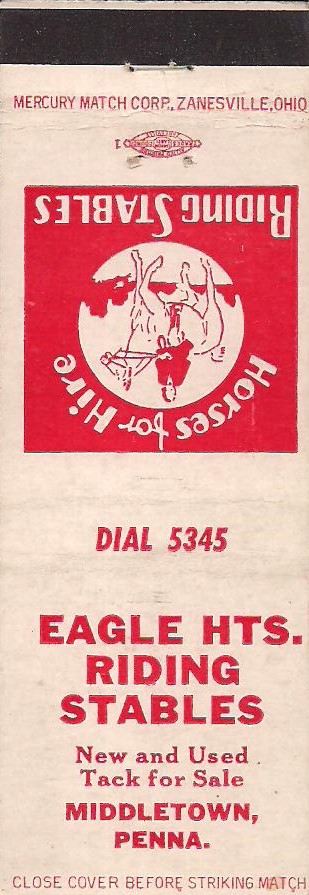 MERCURY MATCH CORP., ZANESVILLE, OHIO
1
Horses for Hire
RIDING STABLES
DIAL 5345
EAGLE HTS.
RIDING
STABLES
New and Used
Tack for Sale
MIDDLETOWN,
PENNA.
CLOSE COVER BEFORE STRIKING MATCH